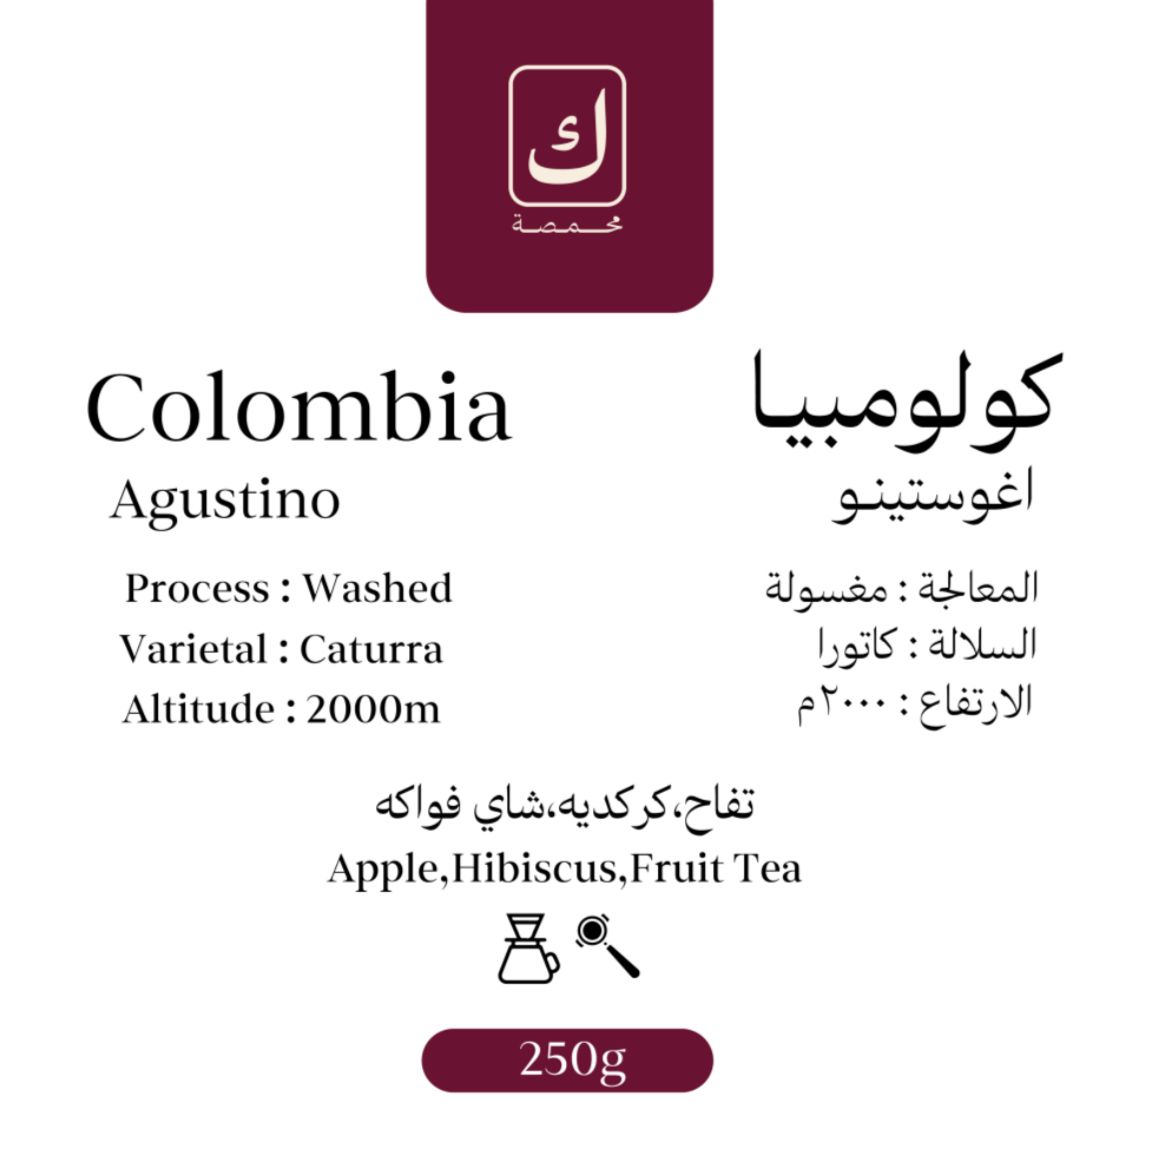 ك
محمصة
Colombia
كولومبيا
Agustino
اغوستينو
Process : Washed
المعالجة : مغسولة
Varietal : Caturra
السلالة : كاتورا
Altitude : 2000m
الارتفاع : ٢٠٠٠م
تفاح،كركديه،شاي فواكه
Apple,Hibiscus,Fruit Tea
250g